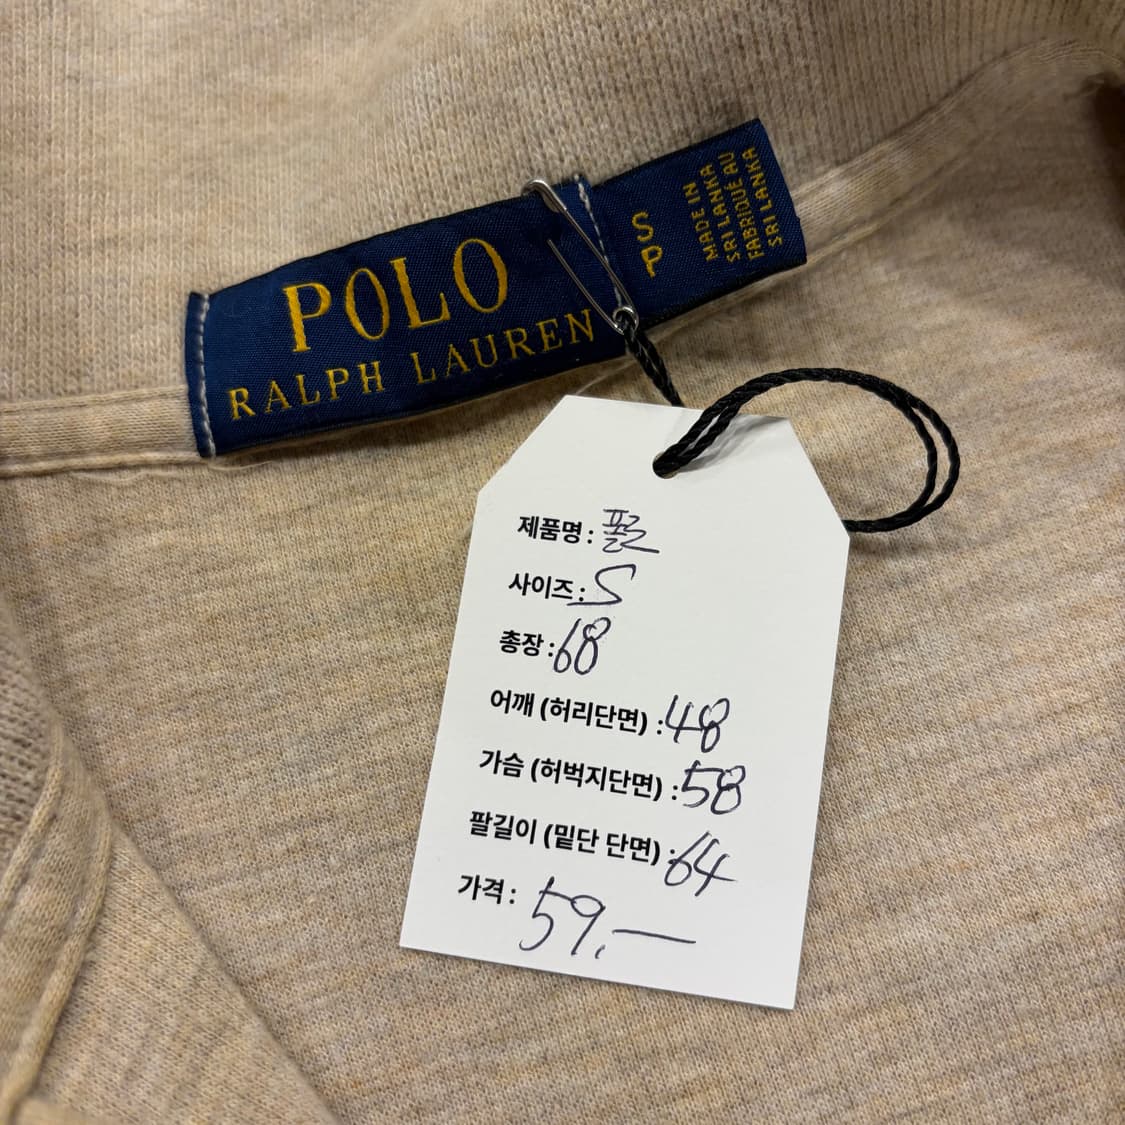 POLO
RALPH LAUREN
S
P
MADE IN
SRI LANKA
FABRIQUÉ AU
SRI LANKA
제품명 : 폴로
사이즈 : S
총장 : 68
어깨 (허리단면) : 48
가슴 (허벅지단면) : 58
팔길이 (밑단 단면) : 64
가격 : 59.—